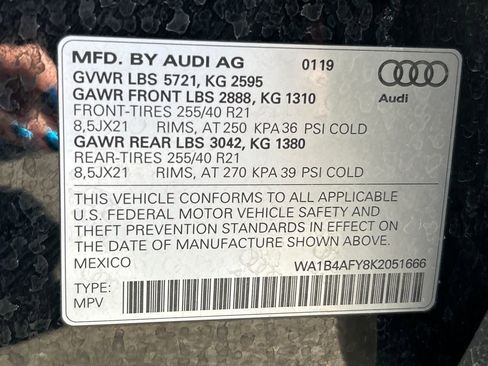 MFD. BY AUDI AG 0119
GVWR LBS 5721, KG 2595
GAWR FRONT LBS 2888, KG 1310
FRONT-TIRES 255/40 R21
8,5JX21 RIMS, AT 250 KPA 36 PSI COLD
GAWR REAR LBS 3042, KG 1380
REAR-TIRES 255/40 R21
8,5JX21 RIMS, AT 270 KPA 39 PSI COLD
Audi
THIS VEHICLE CONFORMS TO ALL APPLICABLE
U.S. FEDERAL MOTOR VEHICLE SAFETY AND
THEFT PREVENTION STANDARDS IN EFFECT ON
THE DATE OF MANUFACTURE SHOWN ABOVE.
MEXICO WA1B4AFY8K2051666
TYPE:
MPV